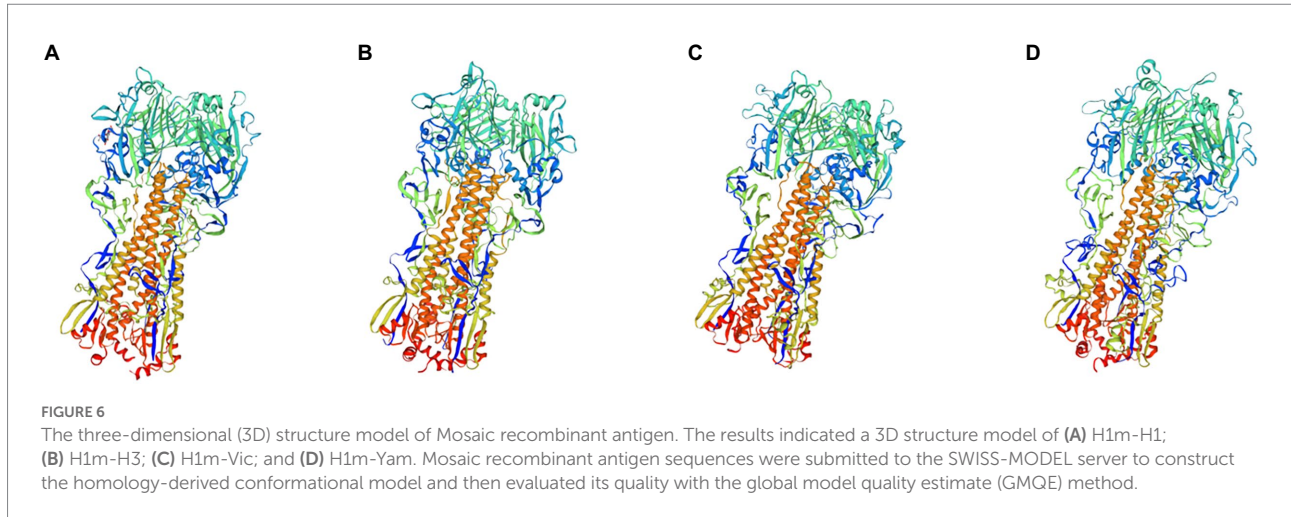 A
B
C
D
FIGURE 6
The three-dimensional (3D) structure model of Mosaic recombinant antigen. The results indicated a 3D structure model of (A) H1m-H1;
(B) H1m-H3; (C) H1m-Vic; and (D) H1m-Yam. Mosaic recombinant antigen sequences were submitted to the SWISS-MODEL server to construct
the homology-derived conformational model and then evaluated its quality with the global model quality estimate (GMQE) method.